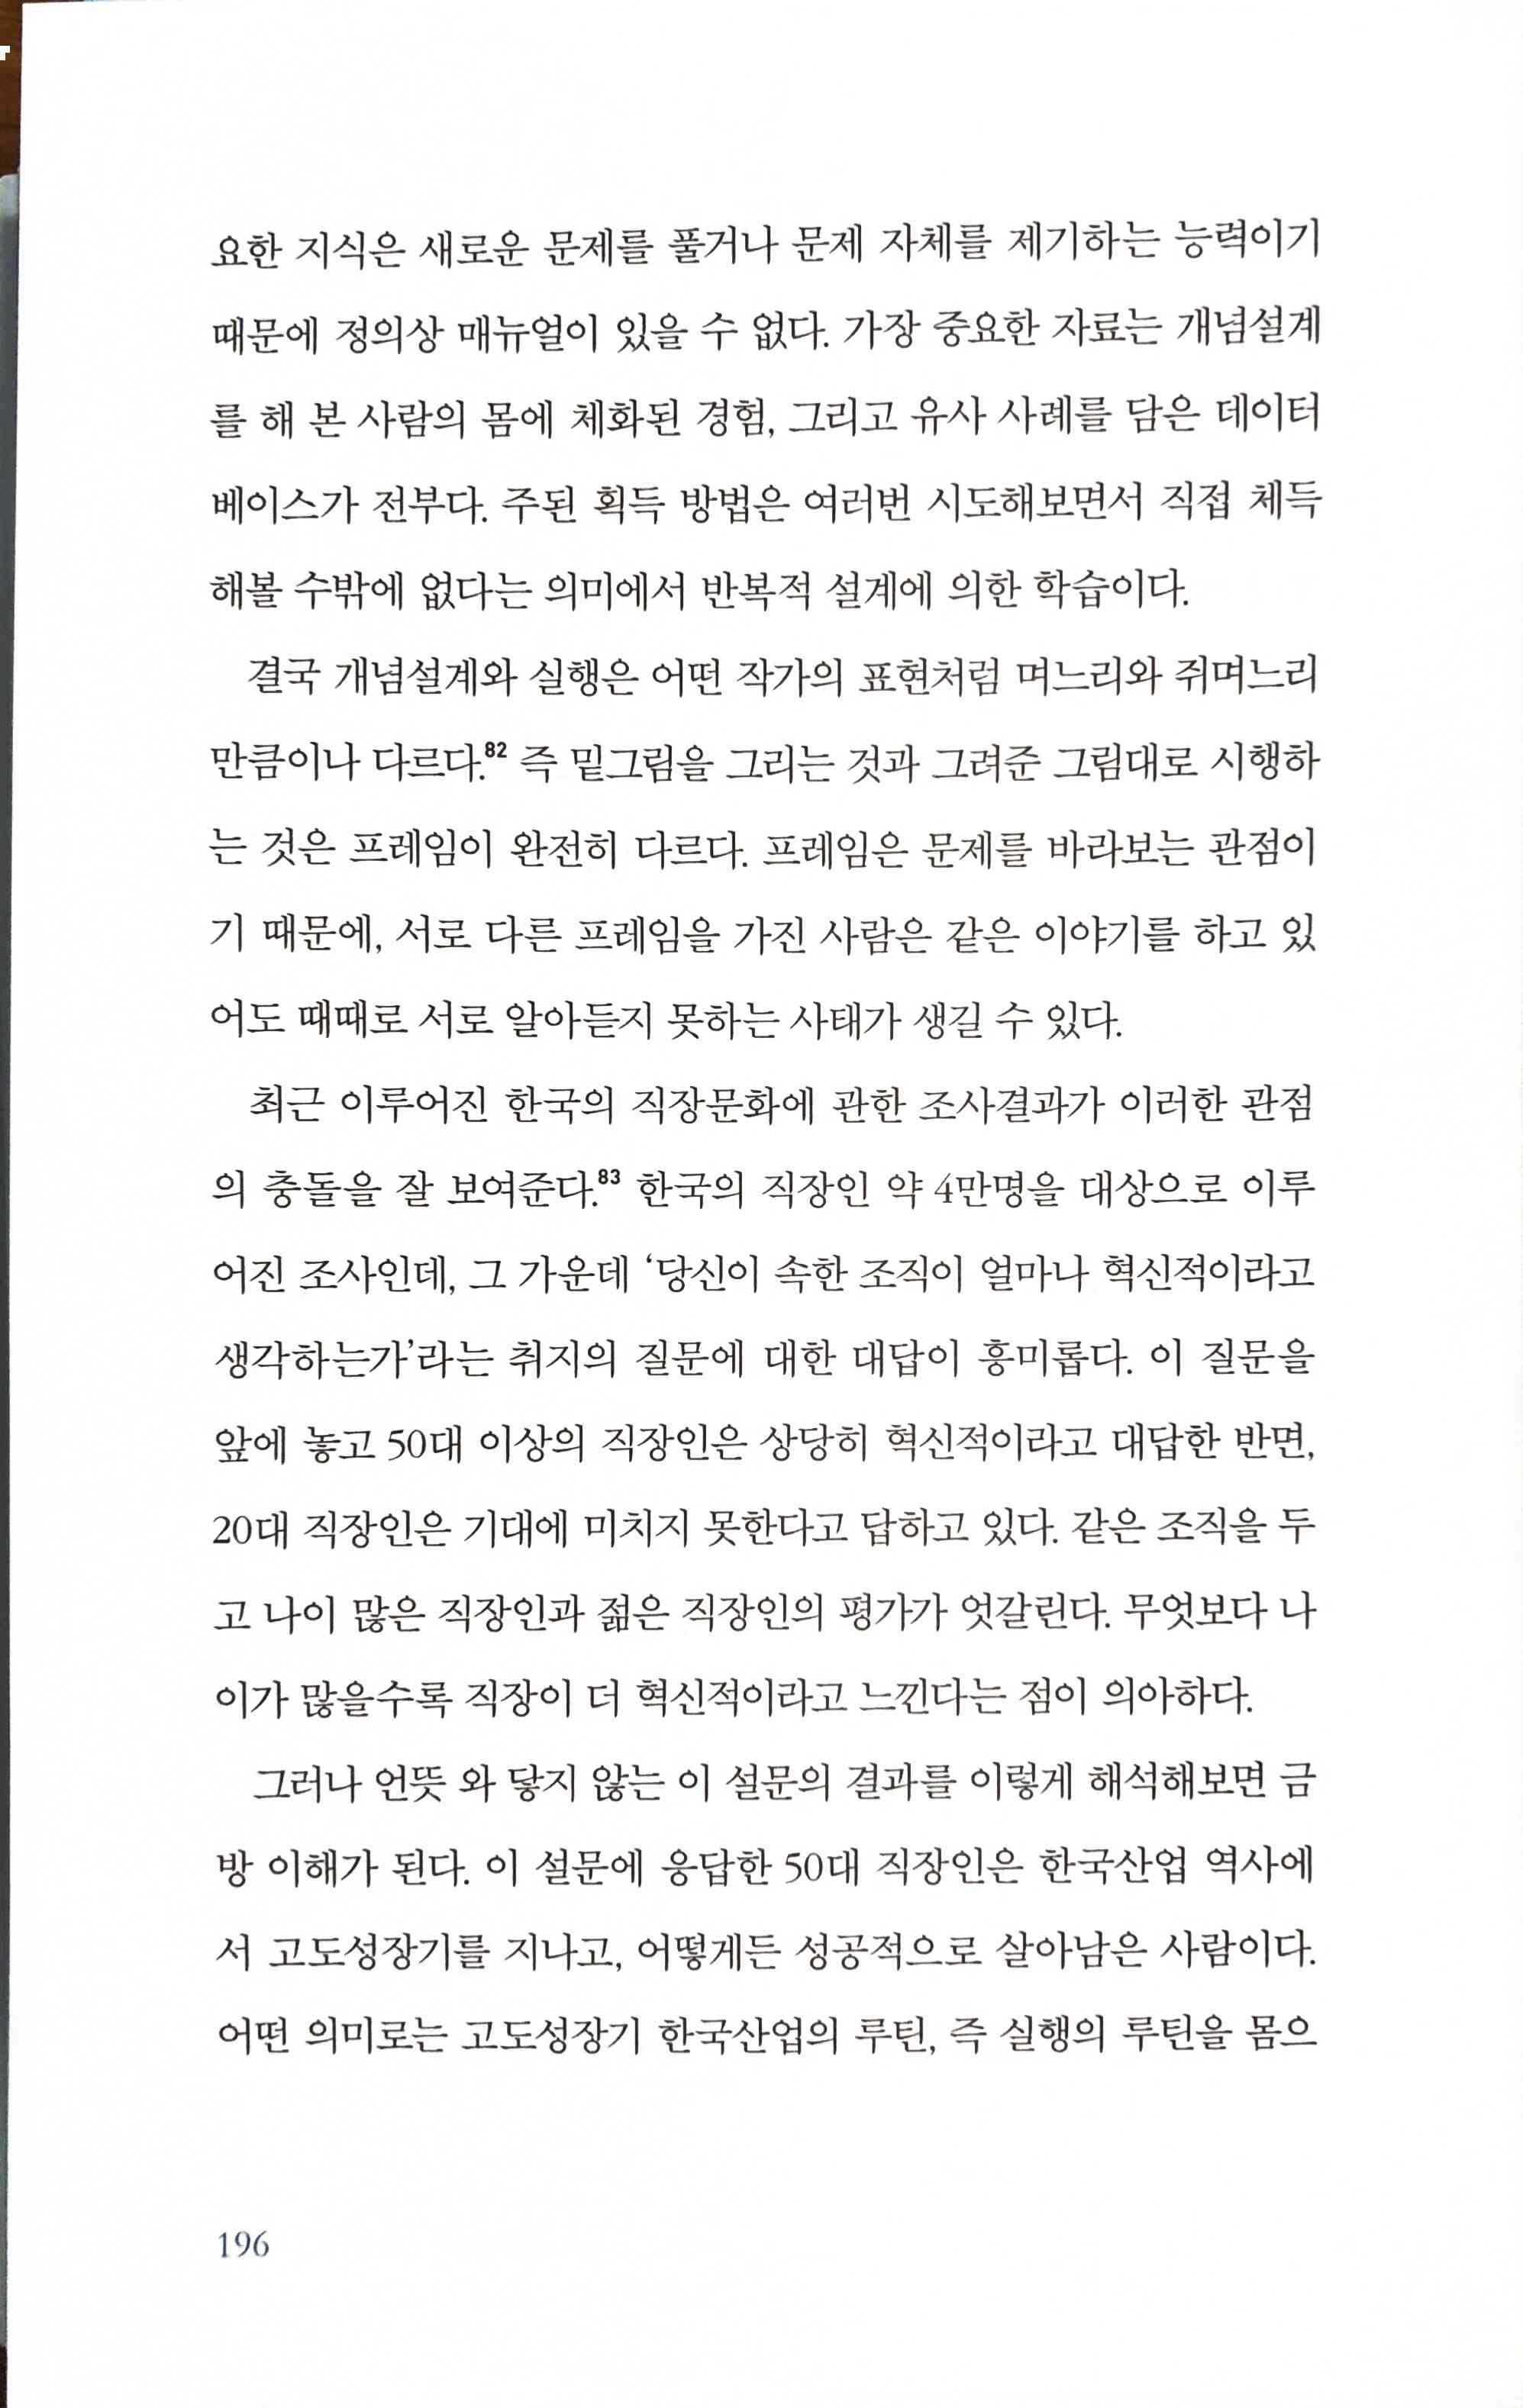 요한 지식은 새로운 문제를 풀거나 문제 자체를 제기하는 능력이기
때문에 정의상 매뉴얼이 있을 수 없다. 가장 중요한 자료는 개념설계
를 해 본 사람의 몸에 체화된 경험, 그리고 유사 사례를 담은 데이터
베이스가 전부다. 주된 획득 방법은 여러번 시도해보면서 직접 체득
해볼 수밖에 없다는 의미에서 반복적 설계에 의한 학습이다.
결국 개념설계와 실행은 어떤 작가의 표현처럼 며느리와 쥐며느리
만큼이나 다르다.82 즉 밑그림을 그리는 것과 그려준 그림대로 시행하
는 것은 프레임이 완전히 다르다. 프레임은 문제를 바라보는 관점이
기 때문에, 서로 다른 프레임을 가진 사람은 같은 이야기를 하고 있
어도 때때로 서로 알아듣지 못하는 사태가 생길 수 있다.
최근 이루어진 한국의 직장문화에 관한 조사결과가 이러한 관점
의 충돌을 잘 보여준다.83 한국의 직장인 약 4만명을 대상으로 이루
어진 조사인데, 그 가운데 ‘당신이 속한 조직이 얼마나 혁신적이라고
생각하는가’라는 취지의 질문에 대한 대답이 흥미롭다. 이 질문을
앞에 놓고 50대 이상의 직장인은 상당히 혁신적이라고 대답한 반면,
20대 직장인은 기대에 미치지 못한다고 답하고 있다. 같은 조직을 두
고 나이 많은 직장인과 젊은 직장인의 평가가 엇갈린다. 무엇보다 나
이가 많을수록 직장이 더 혁신적이라고 느낀다는 점이 의아하다.
그러나 언뜻 와 닿지 않는 이 설문의 결과를 이렇게 해석해보면 금
방 이해가 된다. 이 설문에 응답한 50대 직장인은 한국산업 역사에
서 고도성장기를 지나고, 어떻게든 성공적으로 살아남은 사람이다.
어떤 의미로는 고도성장기 한국산업의 루틴, 즉 실행의 루틴을 몸으
196